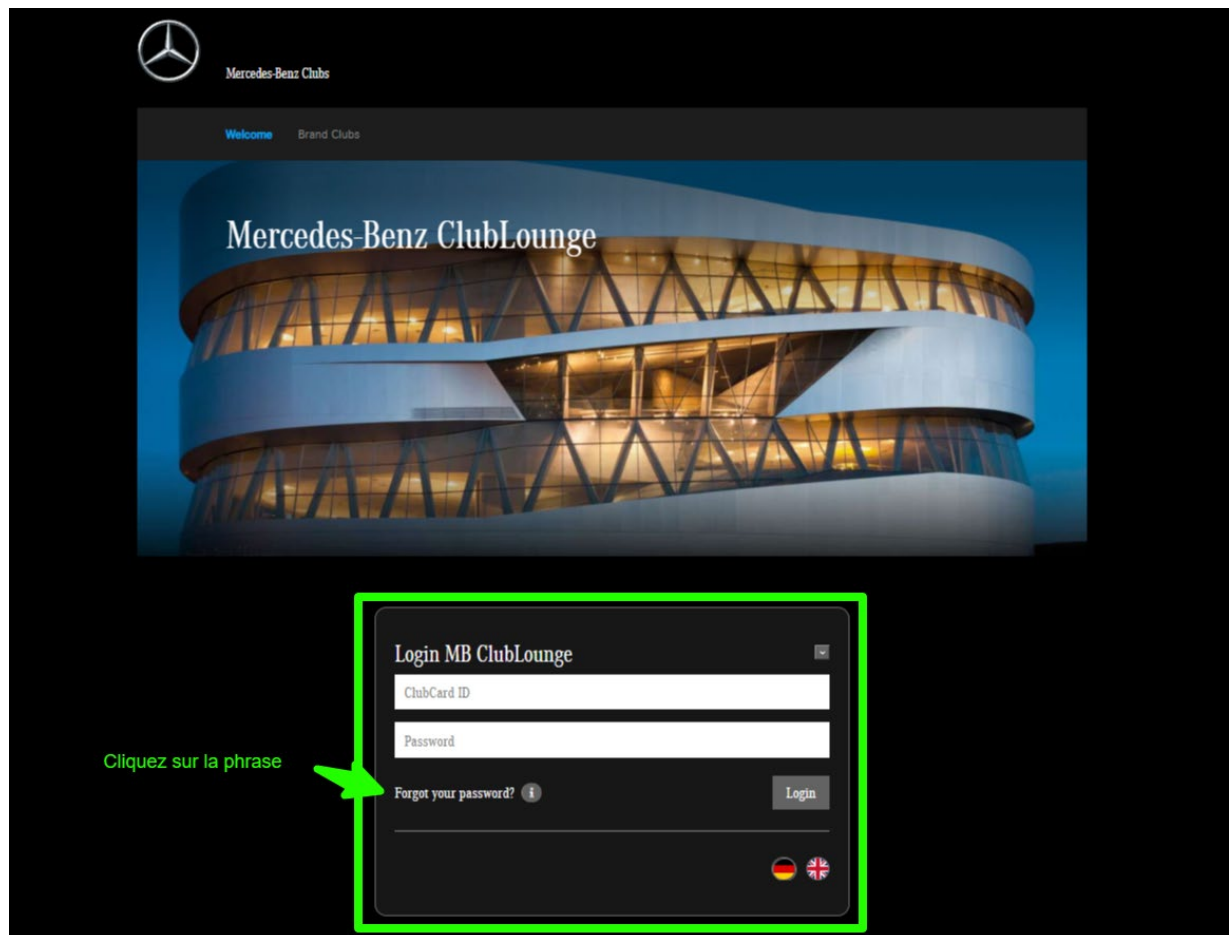 Mercedes-Benz Clubs
Welcome Brand Clubs
Mercedes-Benz ClubLounge
Login MB ClubLounge
ClubCard ID
Password
Cliquez sur la phrase
Forgot your password? i Login